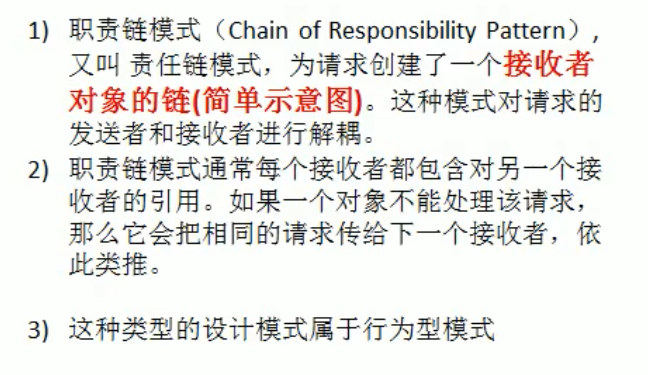 1) 职责链模式（Chain of Responsibility Pattern）,
又叫 责任链模式，为请求创建了一个接收者
对象的链(简单示意图)。这种模式对请求的
发送者和接收者进行解耦。
2) 职责链模式通常每个接收者都包含对另一个接
收者的引用。如果一个对象不能处理该请求，
那么它会把相同的请求传给下一个接收者，依
此类推。
3) 这种类型的设计模式属于行为型模式